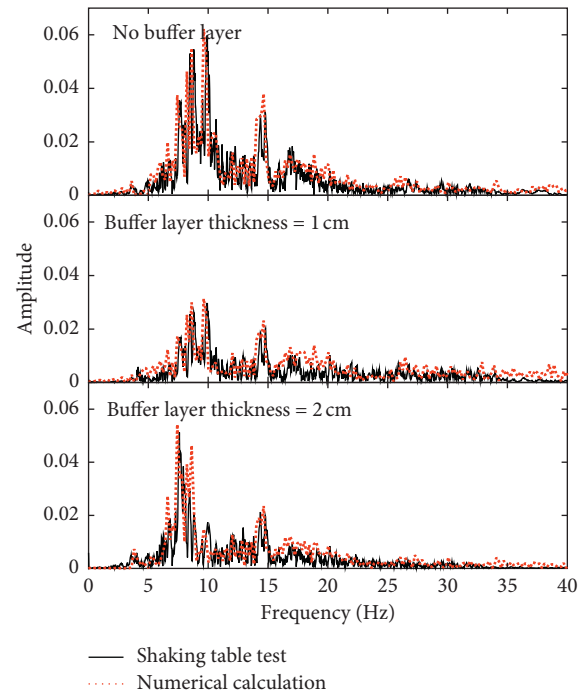 0.06
No buffer layer
0.04
0.02
0
0.06
Buffer layer thickness = 1 cm
0.04
0.02
0
0.06
Buffer layer thickness = 2 cm
0.04
0.02
0
Amplitude
0 5 10 15 20 25 30 35 40
Frequency (Hz)
Shaking table test
Numerical calculation